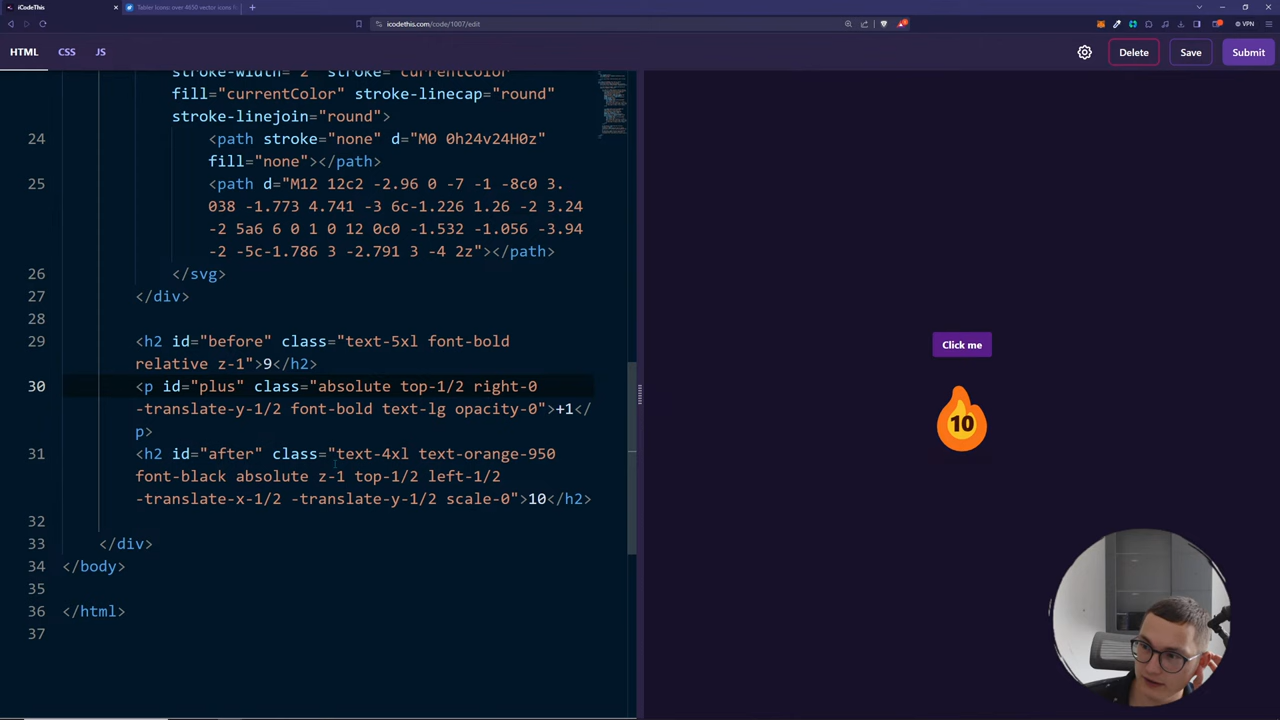 iCodeThis
Tabler Icons: over 4850 vector icons f
icodethis.com/code/1007/edit
VPN
HTML CSS JS
Delete Save Submit
stroke-width="2" stroke="currentColor"
fill="currentColor" stroke-linecap="round"
stroke-linejoin="round">
24 <path stroke="none" d="M0 0h24v24H0z"
fill="none"></path>
25 <path d="M12 12c2 -2.96 0 -7 -1 -8c0 3.
038 -1.773 4.741 -3 6c-1.226 1.26 -2 3.24
-2 5a6 6 0 1 0 12 0c0 -1.532 -1.056 -3.94
-2 -5c-1.786 3 -2.791 3 -4 2z"></path>
26 </svg>
27 </div>
28
29 <h2 id="before" class="text-5xl font-bold
relative z-1">9</h2>
30 <p id="plus" class="absolute top-1/2 right-0
-translate-y-1/2 font-bold text-lg opacity-0">+1</
p>
31 <h2 id="after" class="text-4xl text-orange-950
font-black absolute z-1 top-1/2 left-1/2
-translate-x-1/2 -translate-y-1/2 scale-0">10</h2>
32
33 </div>
34 </body>
35
36 </html>
37
Click me
10